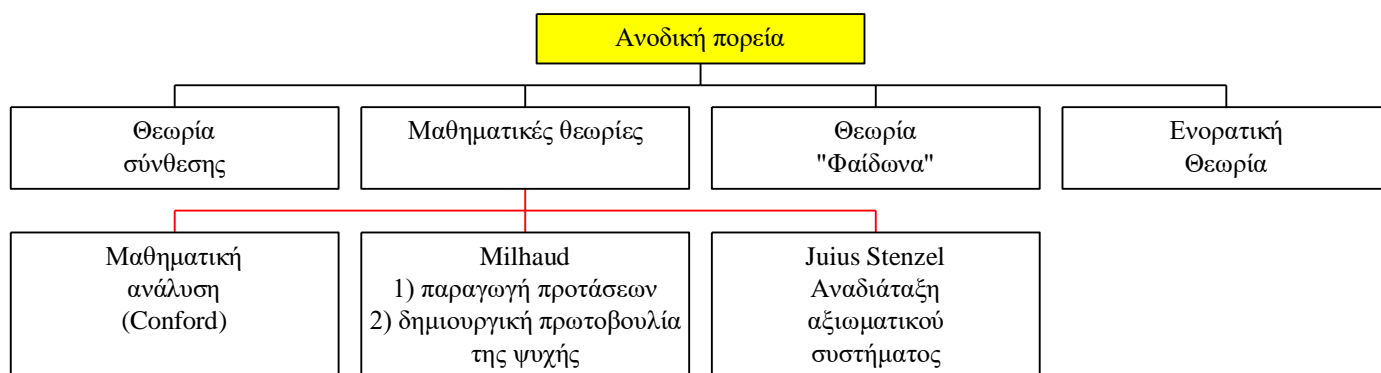 Ανοδική πορεία
Θεωρία
σύνθεσης
Μαθηματικές θεωρίες
Θεωρία
"Φαίδωνα"
Ενορατική
Θεωρία
Μαθηματική
ανάλυση
(Conford)
Milhaud
1) παραγωγή προτάσεων
2) δημιουργική πρωτοβουλία
της ψυχής
Juius Stenzel
Αναδιάταξη
αξιωματικού
συστήματος